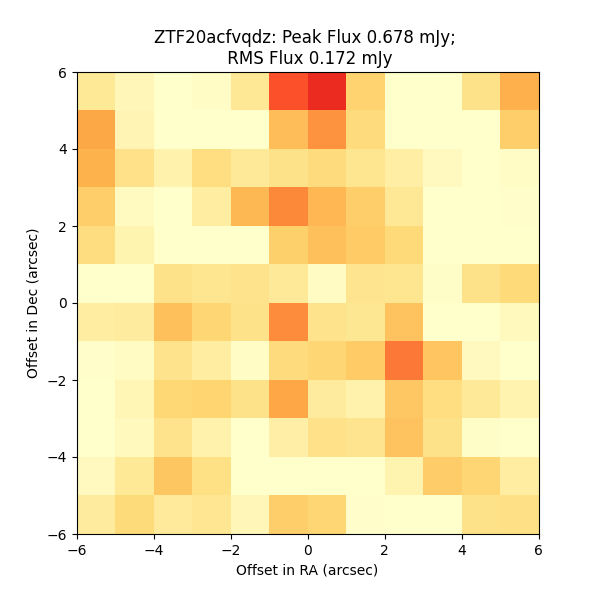 ZTF20acfvqdz: Peak Flux 0.678 mJy;
RMS Flux 0.172 mJy
6
4
2
0
−2
−4
−6
Offset in Dec (arcsec)
−6 −4 −2 0 2 4 6
Offset in RA (arcsec)